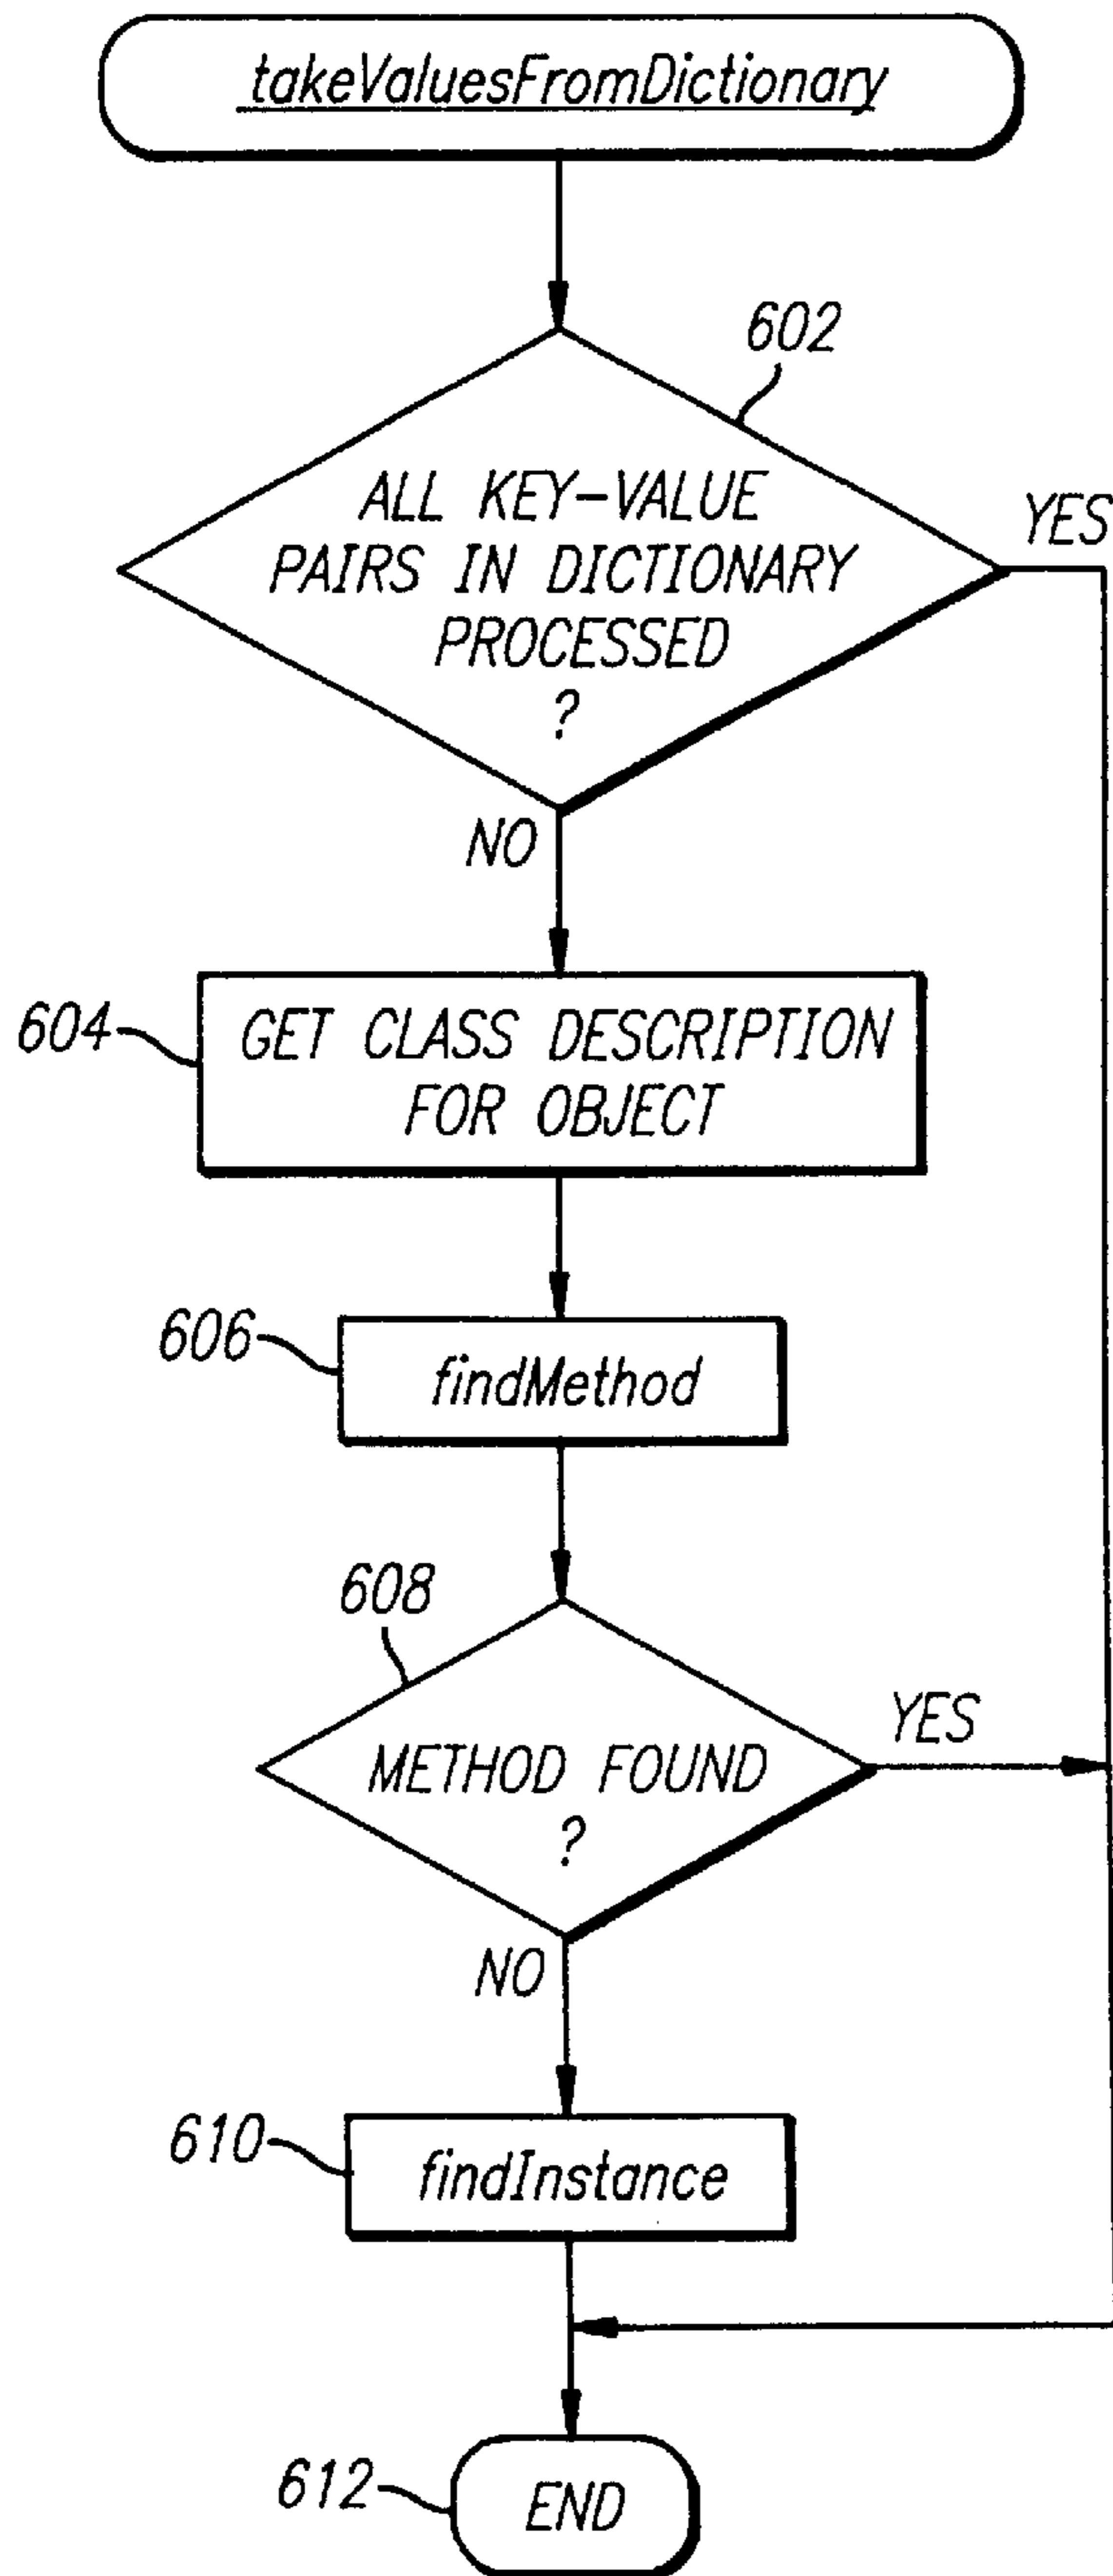 takeValuesFromDictionary
602
ALL KEY-VALUE
PAIRS IN DICTIONARY
PROCESSED
?
YES
NO
604
GET CLASS DESCRIPTION
FOR OBJECT
606
findMethod
608
METHOD FOUND
?
YES
NO
610
findInstance
612
END